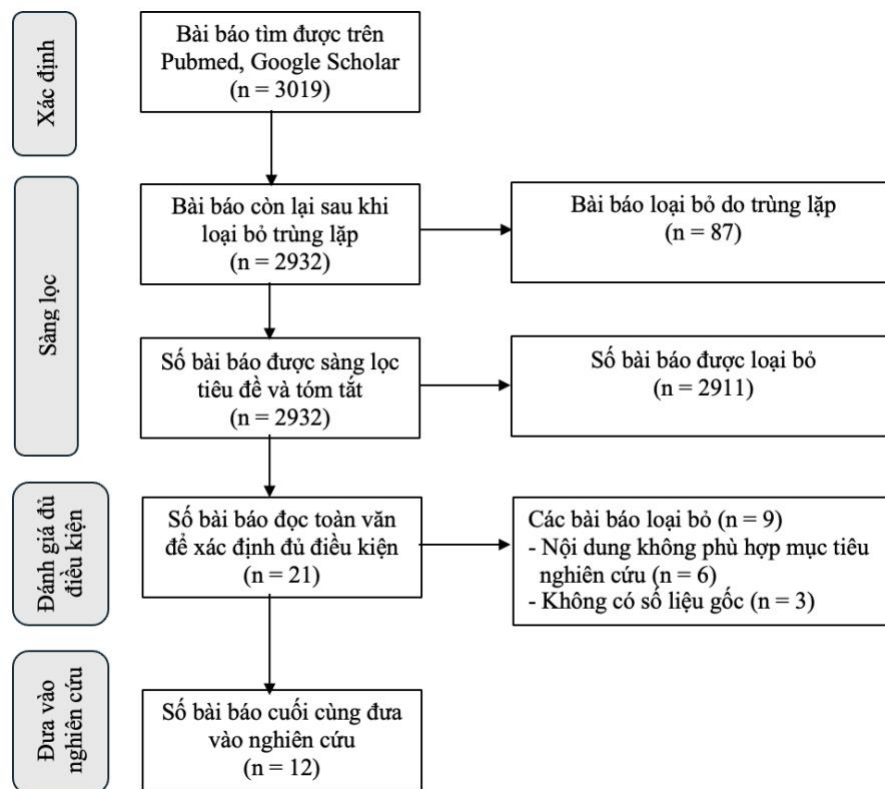 Xác định
Bài báo tìm được trên
Pubmed, Google Scholar
(n = 3019)
Sàng lọc
Bài báo còn lại sau khi
loại bỏ trùng lặp
(n = 2932)
Bài báo loại bỏ do trùng lặp
(n = 87)
Số bài báo được sàng lọc
tiêu đề và tóm tắt
(n = 2932)
Số bài báo được loại bỏ
(n = 2911)
Đánh giá đủ
điều kiện
Số bài báo đọc toàn văn
để xác định đủ điều kiện
(n = 21)
Các bài báo loại bỏ (n = 9)
- Nội dung không phù hợp mục tiêu
nghiên cứu (n = 6)
- Không có số liệu gốc (n = 3)
Đưa vào
nghiên cứu
Số bài báo cuối cùng đưa
vào nghiên cứu
(n = 12)